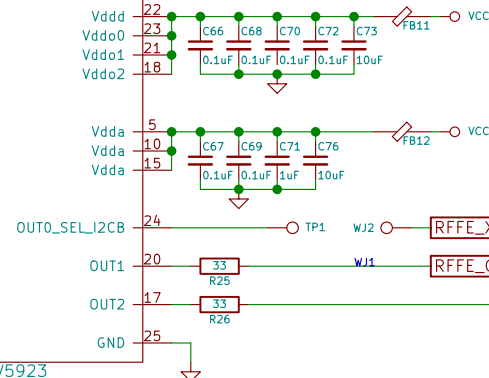 Vddd 22
Vddo0 23
Vddo1 21
Vddo2 18
C66 C68 C70 C72 C73
0.1uF 0.1uF 0.1uF 0.1uF 10uF
FB11
VCC
Vdda 5
Vdda 10
Vdda 15
C67 C69 C71 C76
0.1uF 0.1uF 1uF 10uF
FB12
VCC
OUT0_SEL_I2CB 24
TP1
WJ2
RFFE_
OUT1 20
33
R25
WJ1
RFFE_
OUT2 17
33
R26
GND 25
V5923